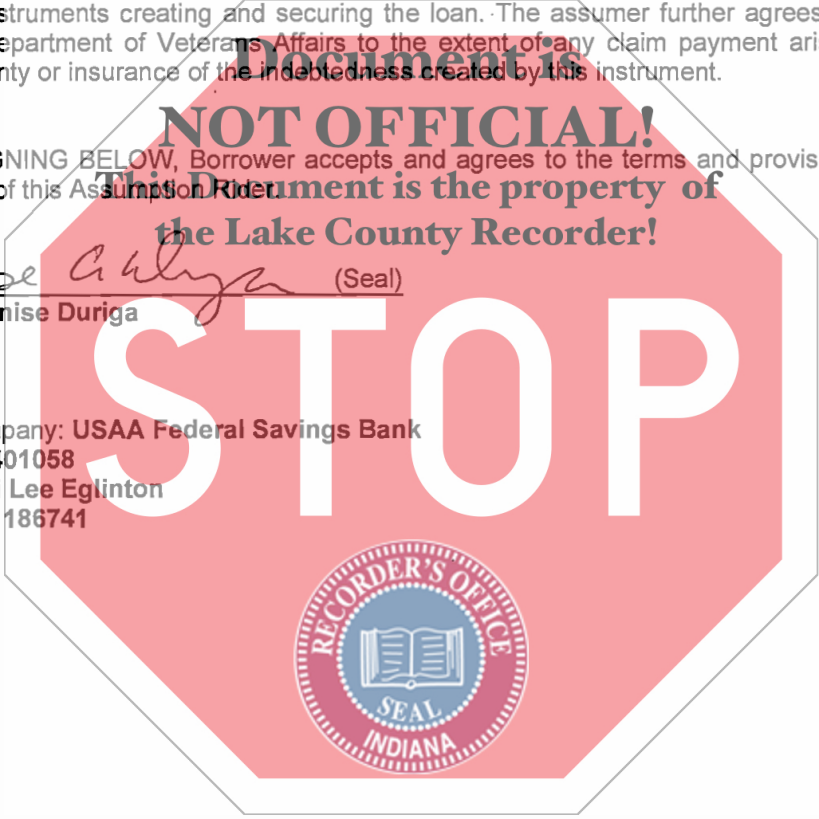 struments creating and securing the loan. The assumer further agrees
epartment of Veterans Affairs to the extent of any claim payment ari
nty or insurance of the indebtedness created by this instrument.
Document is
NOT OFFICIAL!
NING BELOW, Borrower accepts and agrees to the terms and provis
of this Assumption Rider.
This Document is the property of
the Lake County Recorder!
(Seal)
nise Duriga
STOP
pany: USAA Federal Savings Bank
01058
Lee Eglinton
186741
RECORDER'S OFFICE
SEAL
INDIANA